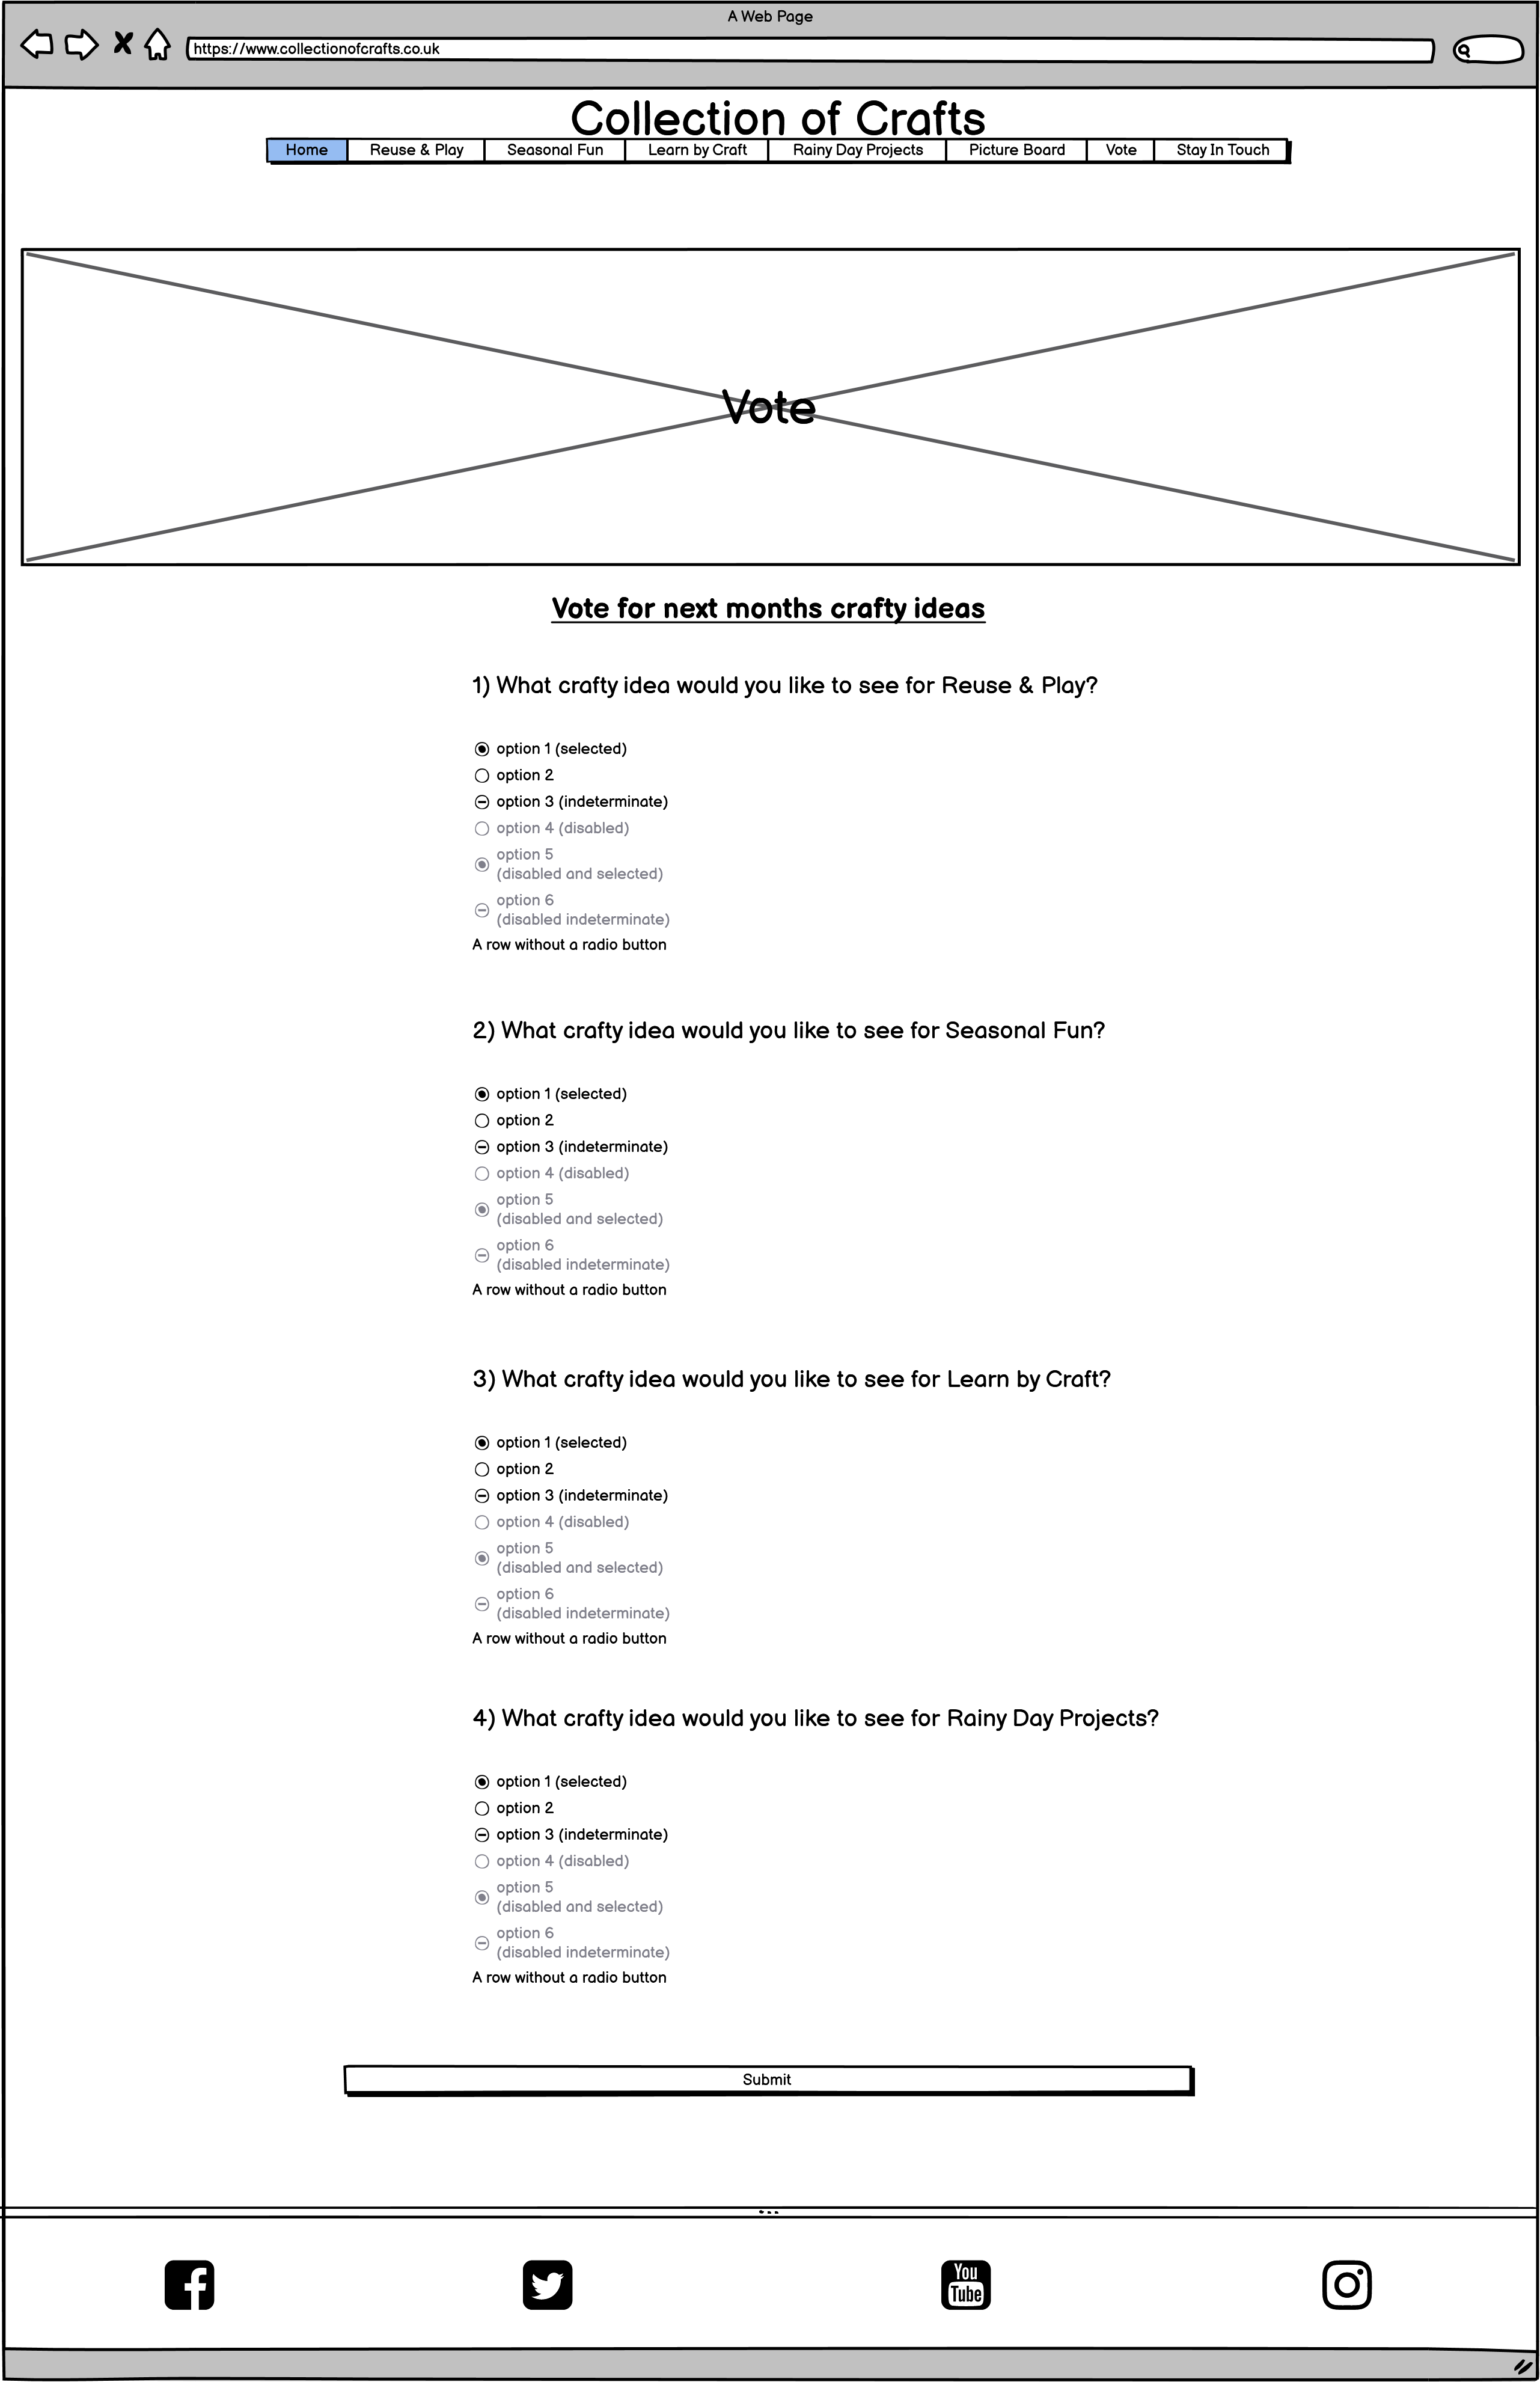 A Web Page
https://www.collectionofcrafts.co.uk
Collection of Crafts
Home Reuse & Play Seasonal Fun Learn by Craft Rainy Day Projects Picture Board Vote Stay In Touch
Vote
Vote for next months crafty ideas
1) What crafty idea would you like to see for Reuse & Play?
option 1 (selected)
option 2
option 3 (indeterminate)
option 4 (disabled)
option 5
(disabled and selected)
option 6
(disabled indeterminate)
A row without a radio button
2) What crafty idea would you like to see for Seasonal Fun?
option 1 (selected)
option 2
option 3 (indeterminate)
option 4 (disabled)
option 5
(disabled and selected)
option 6
(disabled indeterminate)
A row without a radio button
3) What crafty idea would you like to see for Learn by Craft?
option 1 (selected)
option 2
option 3 (indeterminate)
option 4 (disabled)
option 5
(disabled and selected)
option 6
(disabled indeterminate)
A row without a radio button
4) What crafty idea would you like to see for Rainy Day Projects?
option 1 (selected)
option 2
option 3 (indeterminate)
option 4 (disabled)
option 5
(disabled and selected)
option 6
(disabled indeterminate)
A row without a radio button
Submit
You
Tube